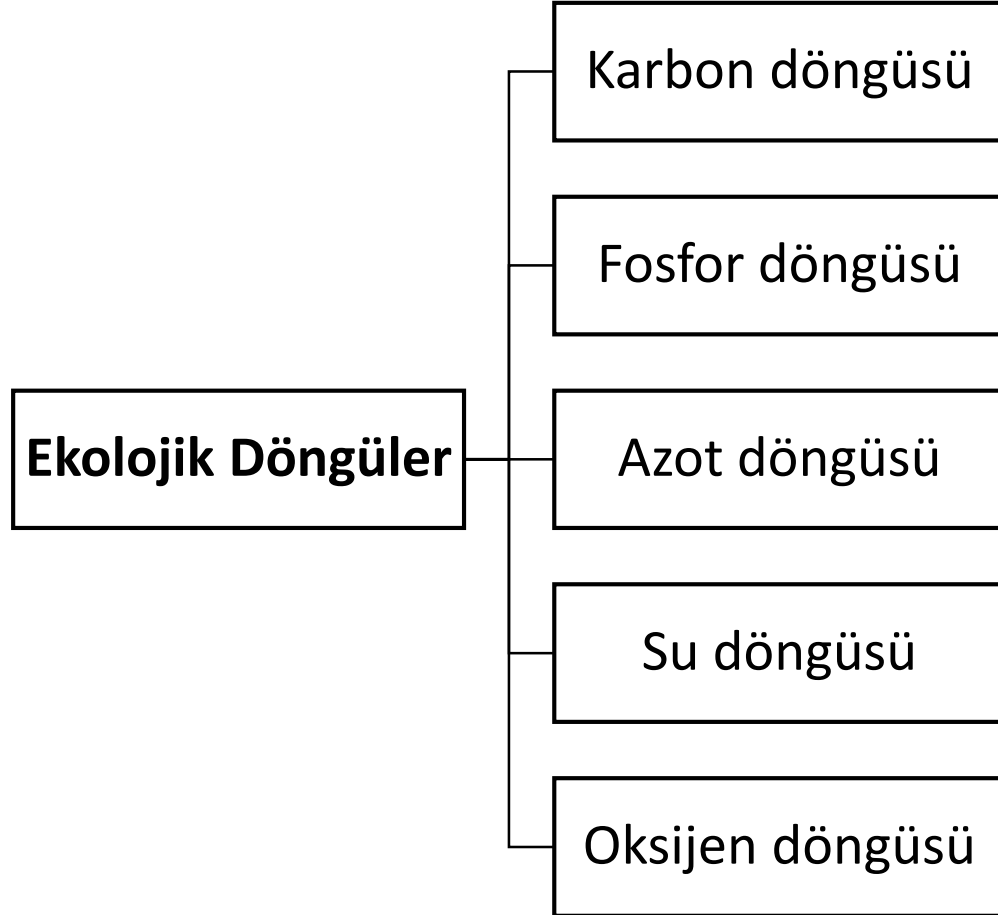 Karbon döngüsü
Fosfor döngüsü
Ekolojik Döngüler
Azot döngüsü
Su döngüsü
Oksijen döngüsü